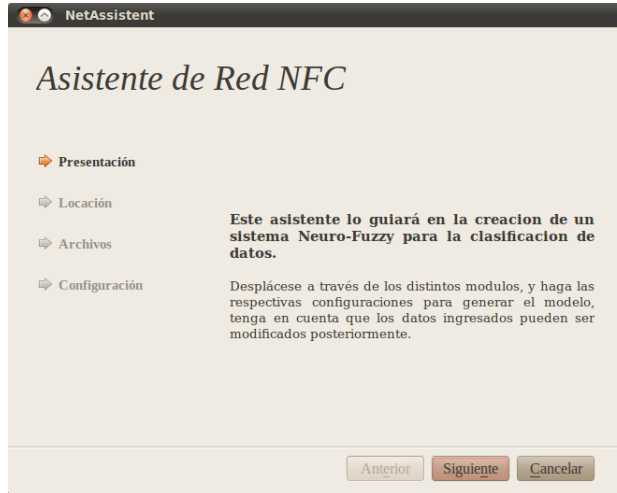 NetAssistent
Asistente de Red NFC
Presentación
Locación
Archivos
Configuración
Este asistente lo guiará en la creacion de un
sistema Neuro-Fuzzy para la clasificacion de
datos.
Desplácese a través de los distintos modulos, y haga las
respectivas configuraciones para generar el modelo,
tenga en cuenta que los datos ingresados pueden ser
modificados posteriormente.
Anterior Siguiente Cancelar